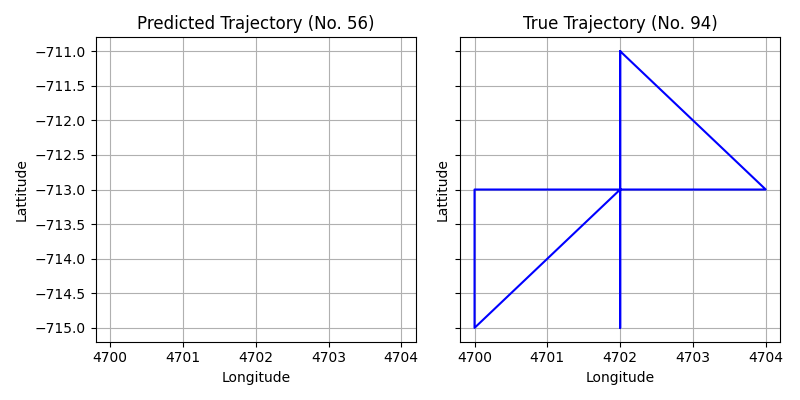 Predicted Trajectory (No. 56)
True Trajectory (No. 94)
−711.0
−711.5
−712.0
−712.5
−713.0
−713.5
−714.0
−714.5
−715.0
Lattitude
Lattitude
4700 4701 4702 4703 4704
4700 4701 4702 4703 4704
Longitude
Longitude